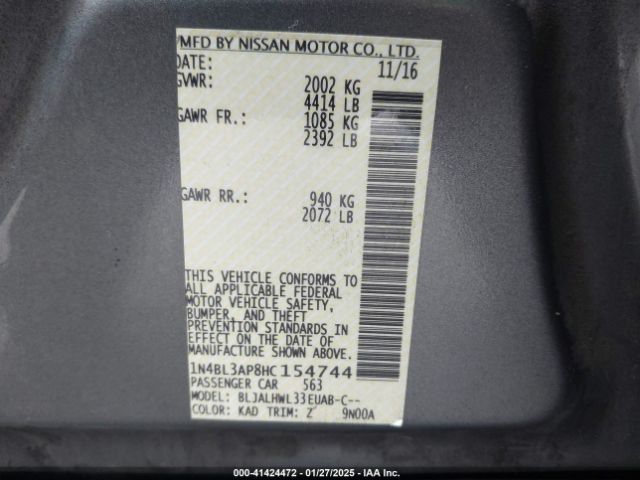 MFD BY NISSAN MOTOR CO., LTD.
DATE: 11/16
GVWR: 2002 KG
4414 LB
GAWR FR.: 1085 KG
2392 LB
GAWR RR.: 940 KG
2072 LB
THIS VEHICLE CONFORMS TO
ALL APPLICABLE FEDERAL
MOTOR VEHICLE SAFETY,
BUMPER, AND THEFT
PREVENTION STANDARDS IN
EFFECT ON THE DATE OF
MANUFACTURE SHOWN ABOVE.
1N4BL3AP8HC154744
PASSENGER CAR 563
MODEL: BLJALHWL33EUAB-C--
COLOR: KAD TRIM: Z 9N00A
000-41424472 — 01/27/2025 — IAA Inc.